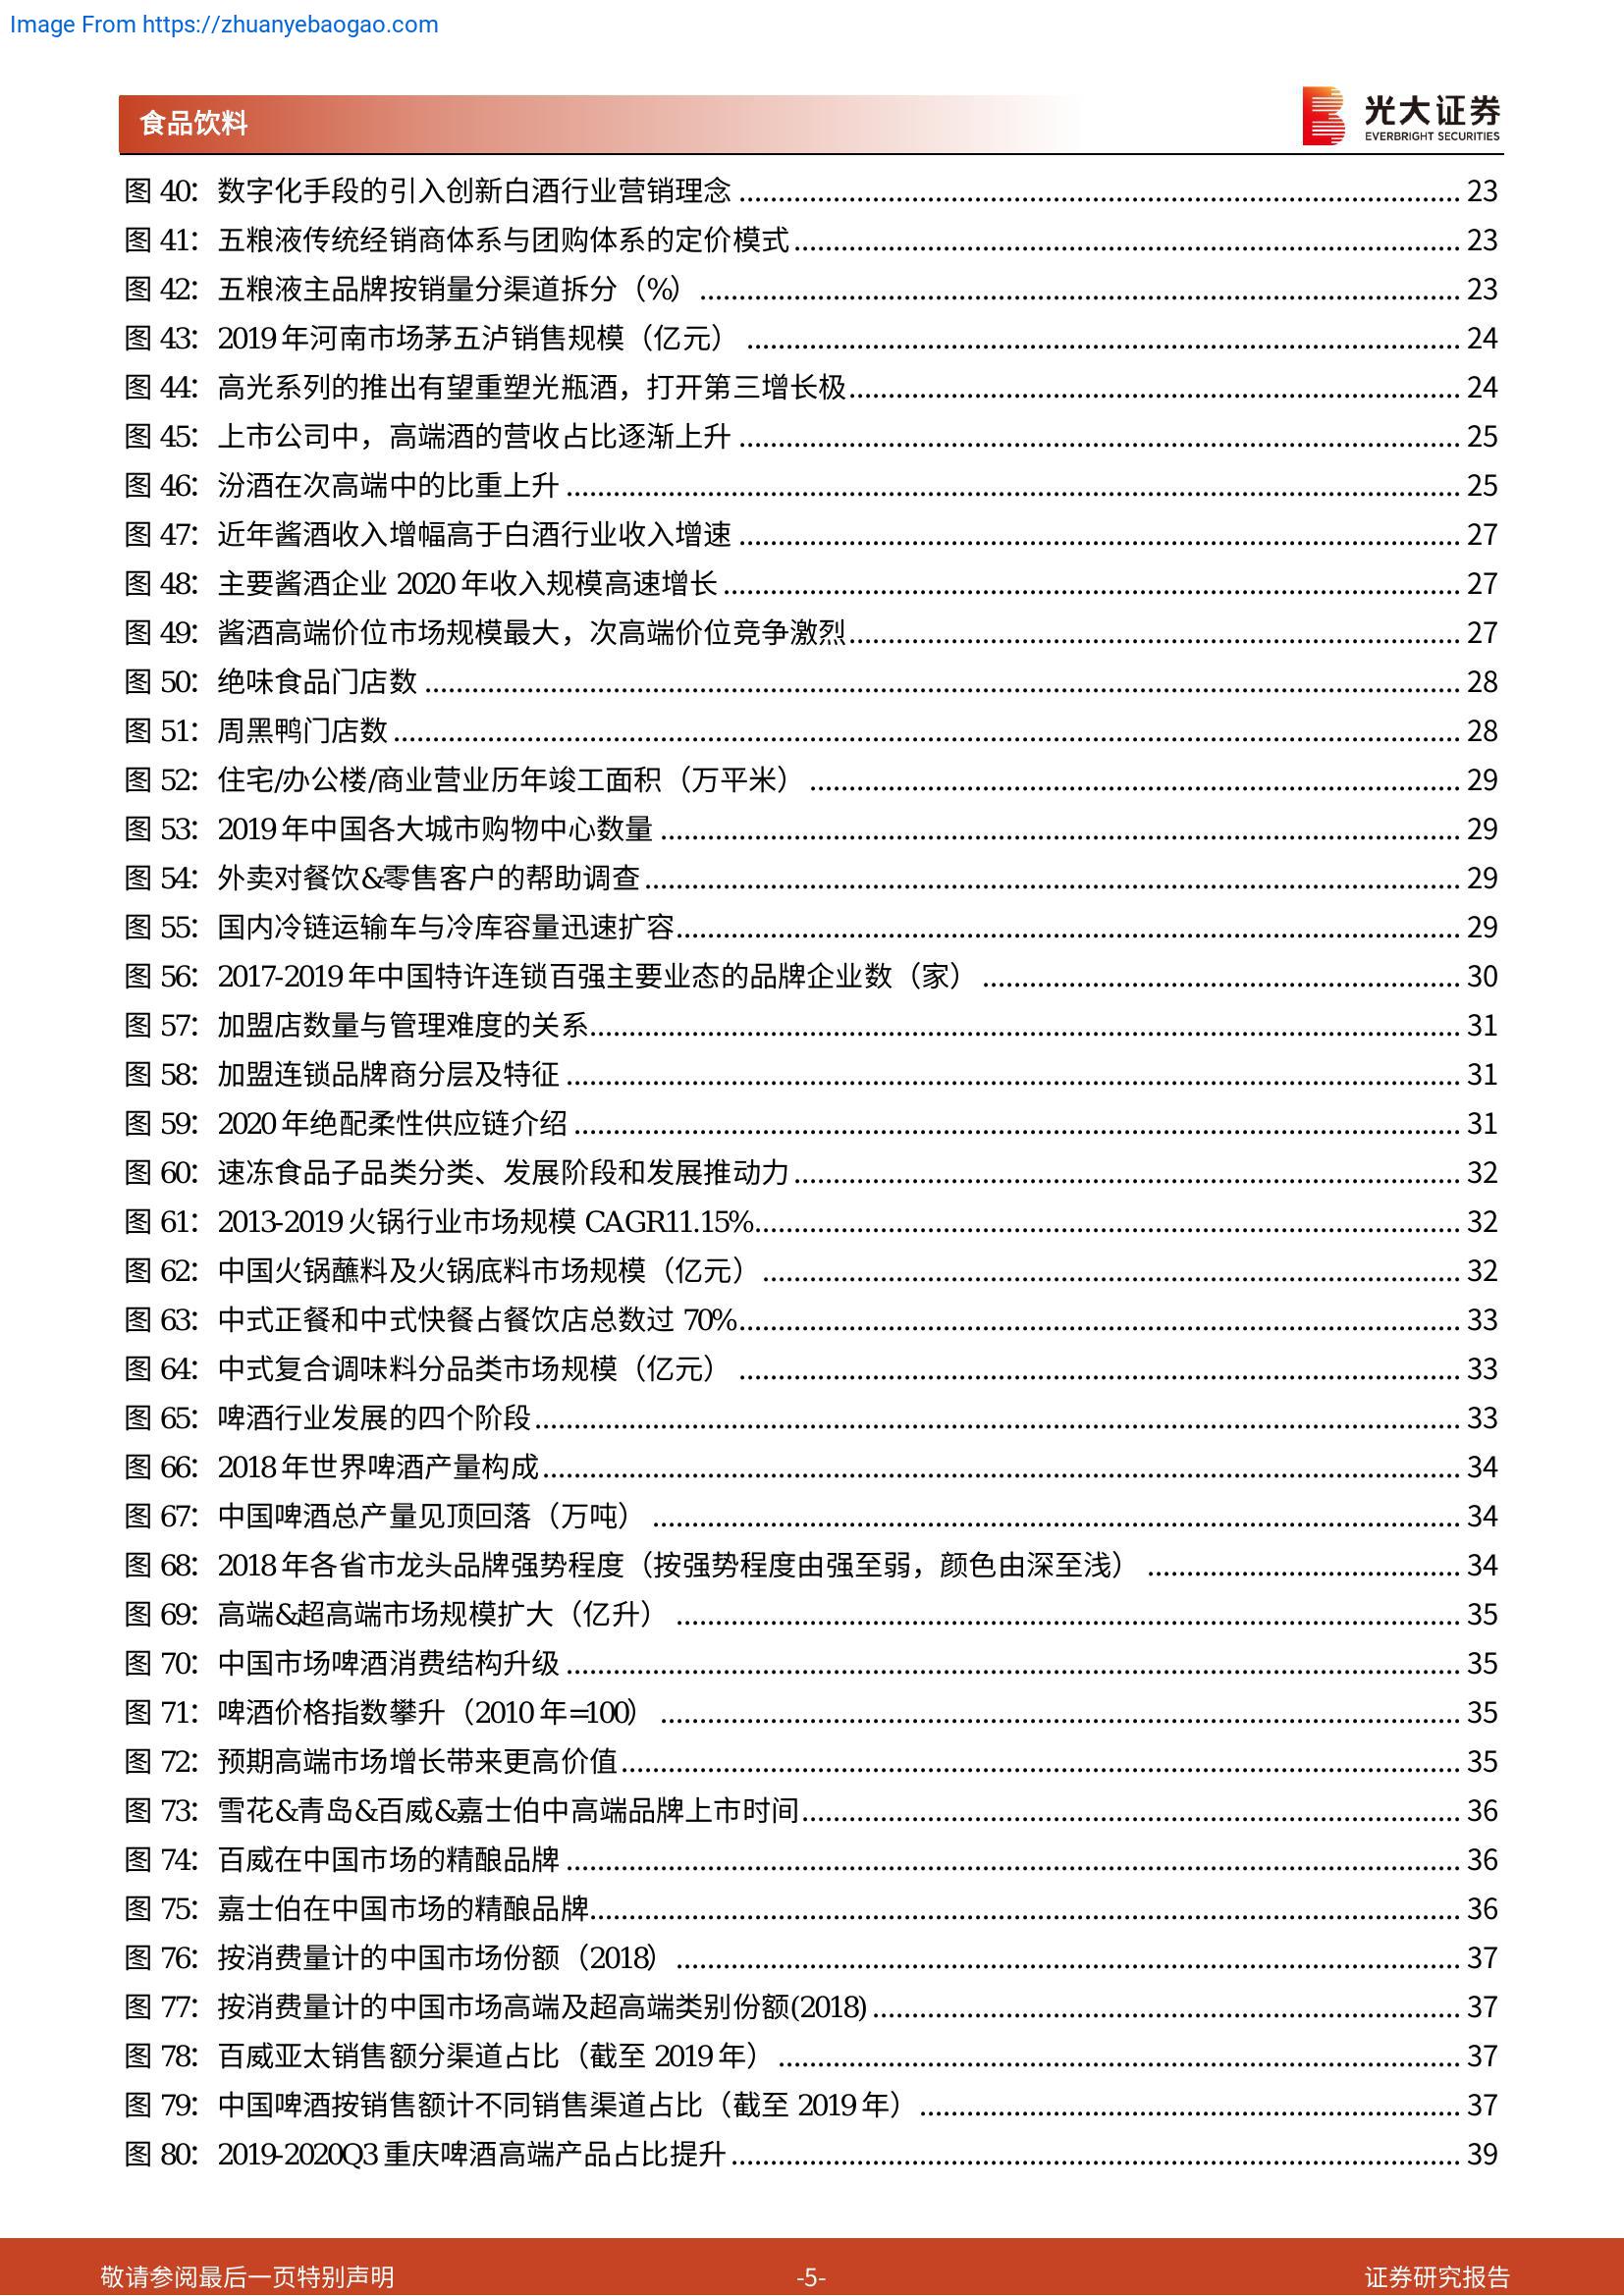 Image From https://zhuanyebaogao.com
食品饮料
光大证券
EVERBRIGHT SECURITIES
图 40： 数字化手段的引入创新白酒行业营销理念 ........ 23
图 41： 五粮液传统经销商体系与团购体系的定价模式 ........ 23
图 42： 五粮液主品牌按销量分渠道拆分（%） ........ 23
图 43： 2019 年河南市场茅五泸销售规模（亿元） ........ 24
图 44： 高光系列的推出有望重塑光瓶酒，打开第三增长极 ........ 24
图 45： 上市公司中，高端酒的营收占比逐渐上升 ........ 25
图 46： 汾酒在次高端中的比重上升 ........ 25
图 47： 近年酱酒收入增幅高于白酒行业收入增速 ........ 27
图 48： 主要酱酒企业 2020 年收入规模高速增长 ........ 27
图 49： 酱酒高端价位市场规模最大，次高端价位竞争激烈 ........ 27
图 50： 绝味食品门店数 ........ 28
图 51： 周黑鸭门店数 ........ 28
图 52： 住宅/办公楼/商业营业历年竣工面积（万平米） ........ 29
图 53： 2019 年中国各大城市购物中心数量 ........ 29
图 54： 外卖对餐饮&零售客户的帮助调查 ........ 29
图 55： 国内冷链运输车与冷库容量迅速扩容 ........ 29
图 56： 2017-2019 年中国特许连锁百强主要业态的品牌企业数（家） ........ 30
图 57： 加盟店数量与管理难度的关系 ........ 31
图 58： 加盟连锁品牌商分层及特征 ........ 31
图 59： 2020 年绝配柔性供应链介绍 ........ 31
图 60： 速冻食品子品类分类、发展阶段和发展推动力 ........ 32
图 61： 2013-2019 火锅行业市场规模 CAGR11.15% ........ 32
图 62： 中国火锅蘸料及火锅底料市场规模（亿元） ........ 32
图 63： 中式正餐和中式快餐占餐饮店总数过 70% ........ 33
图 64： 中式复合调味料分品类市场规模（亿元） ........ 33
图 65： 啤酒行业发展的四个阶段 ........ 33
图 66： 2018 年世界啤酒产量构成 ........ 34
图 67： 中国啤酒总产量见顶回落（万吨） ........ 34
图 68： 2018 年各省市龙头品牌强势程度（按强势程度由强至弱，颜色由深至浅） ........ 34
图 69： 高端&超高端市场规模扩大（亿升） ........ 35
图 70： 中国市场啤酒消费结构升级 ........ 35
图 71： 啤酒价格指数攀升（2010 年=100） ........ 35
图 72： 预期高端市场增长带来更高价值 ........ 35
图 73： 雪花&青岛&百威&嘉士伯中高端品牌上市时间 ........ 36
图 74： 百威在中国市场的精酿品牌 ........ 36
图 75： 嘉士伯在中国市场的精酿品牌 ........ 36
图 76： 按消费量计的中国市场份额（2018） ........ 37
图 77： 按消费量计的中国市场高端及超高端类别份额(2018) ........ 37
图 78： 百威亚太销售额分渠道占比（截至 2019 年） ........ 37
图 79： 中国啤酒按销售额计不同销售渠道占比（截至 2019 年） ........ 37
图 80： 2019-2020Q3 重庆啤酒高端产品占比提升 ........ 39
敬请参阅最后一页特别声明
-5-
证券研究报告